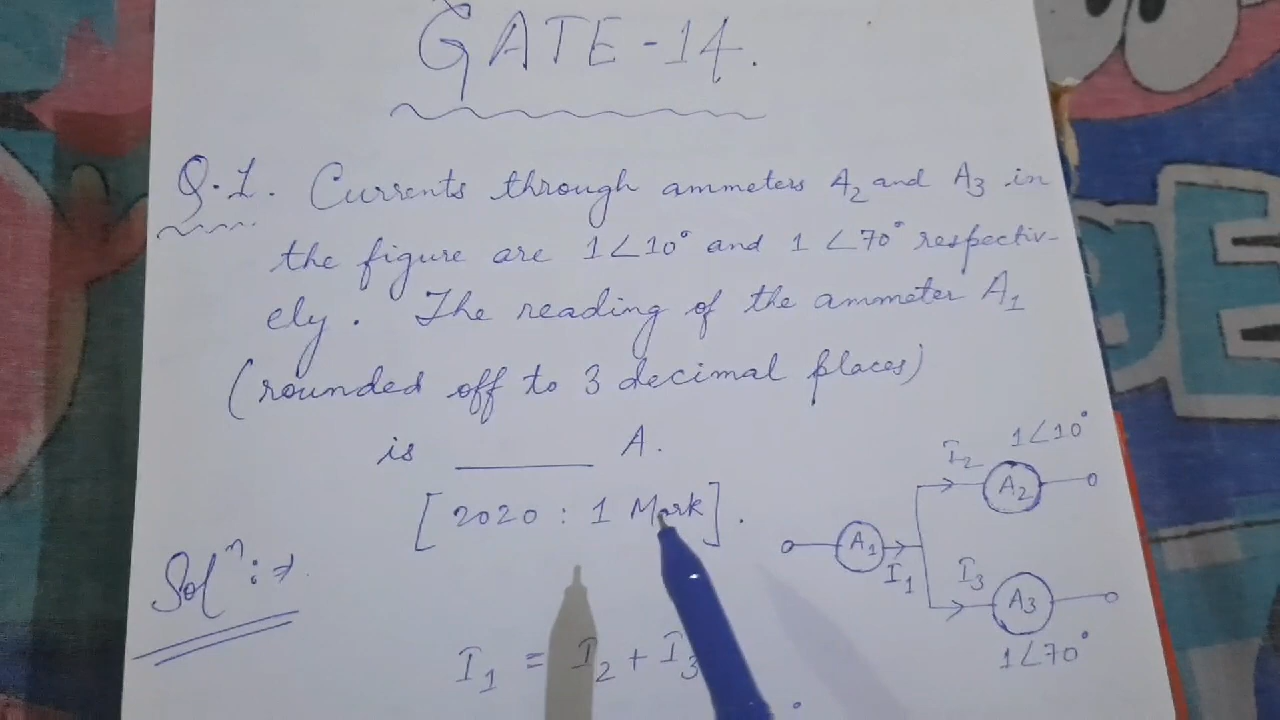 GATE-14.
Q.1. Currents through ammeters A₂ and A₃ in
the figure are 1∠10° and 1∠70° respectiv-
ely. The reading of the ammeter A₁
(rounded off to 3 decimal places)
is ______ A.
[2020 : 1 Mark].
Solⁿ :→
I₁ = I₂ + I₃
1∠10°
I₂
A₂
A₁
I₁
I₃
A₃
1∠70°